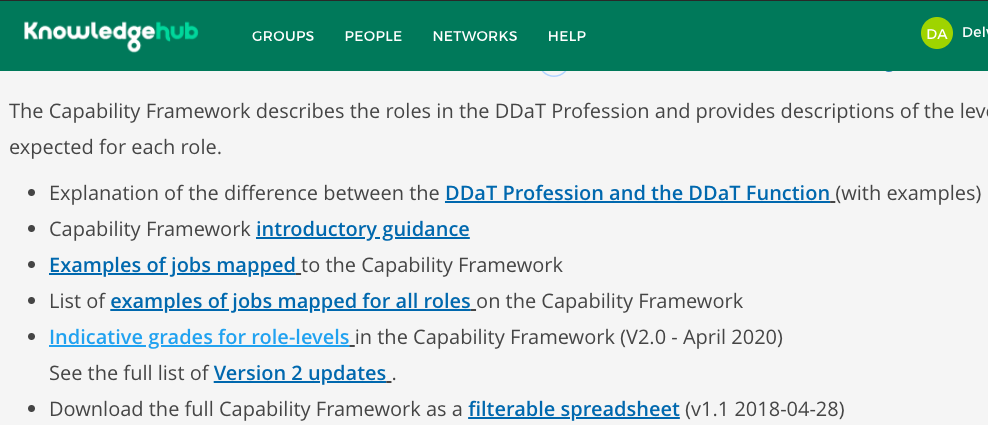 Knowledgehub GROUPS PEOPLE NETWORKS HELP DA
The Capability Framework describes the roles in the DDaT Profession and provides descriptions of the
expected for each role.
Explanation of the difference between the DDaT Profession and the DDaT Function (with examples)
Capability Framework introductory guidance
Examples of jobs mapped to the Capability Framework
List of examples of jobs mapped for all roles on the Capability Framework
Indicative grades for role-levels in the Capability Framework (V2.0 - April 2020)
See the full list of Version 2 updates .
Download the full Capability Framework as a filterable spreadsheet (v1.1 2018-04-28)